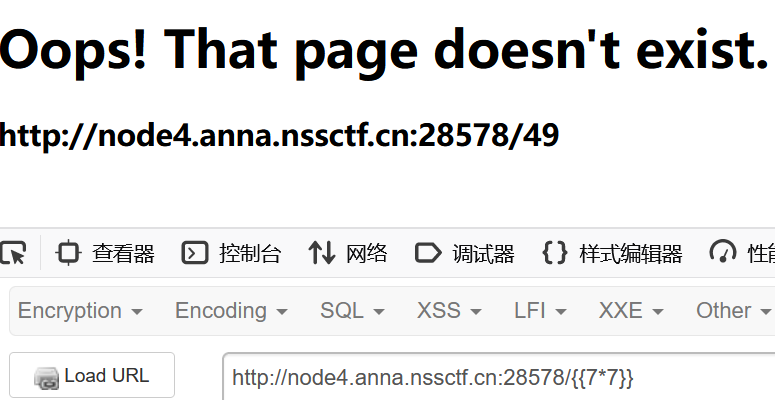 Oops! That page doesn't exist.
http://node4.anna.nssctf.cn:28578/49
查看器 控制台 网络 调试器 样式编辑器 性能
Encryption Encoding SQL XSS LFI XXE Other
Load URL http://node4.anna.nssctf.cn:28578/{{7*7}}